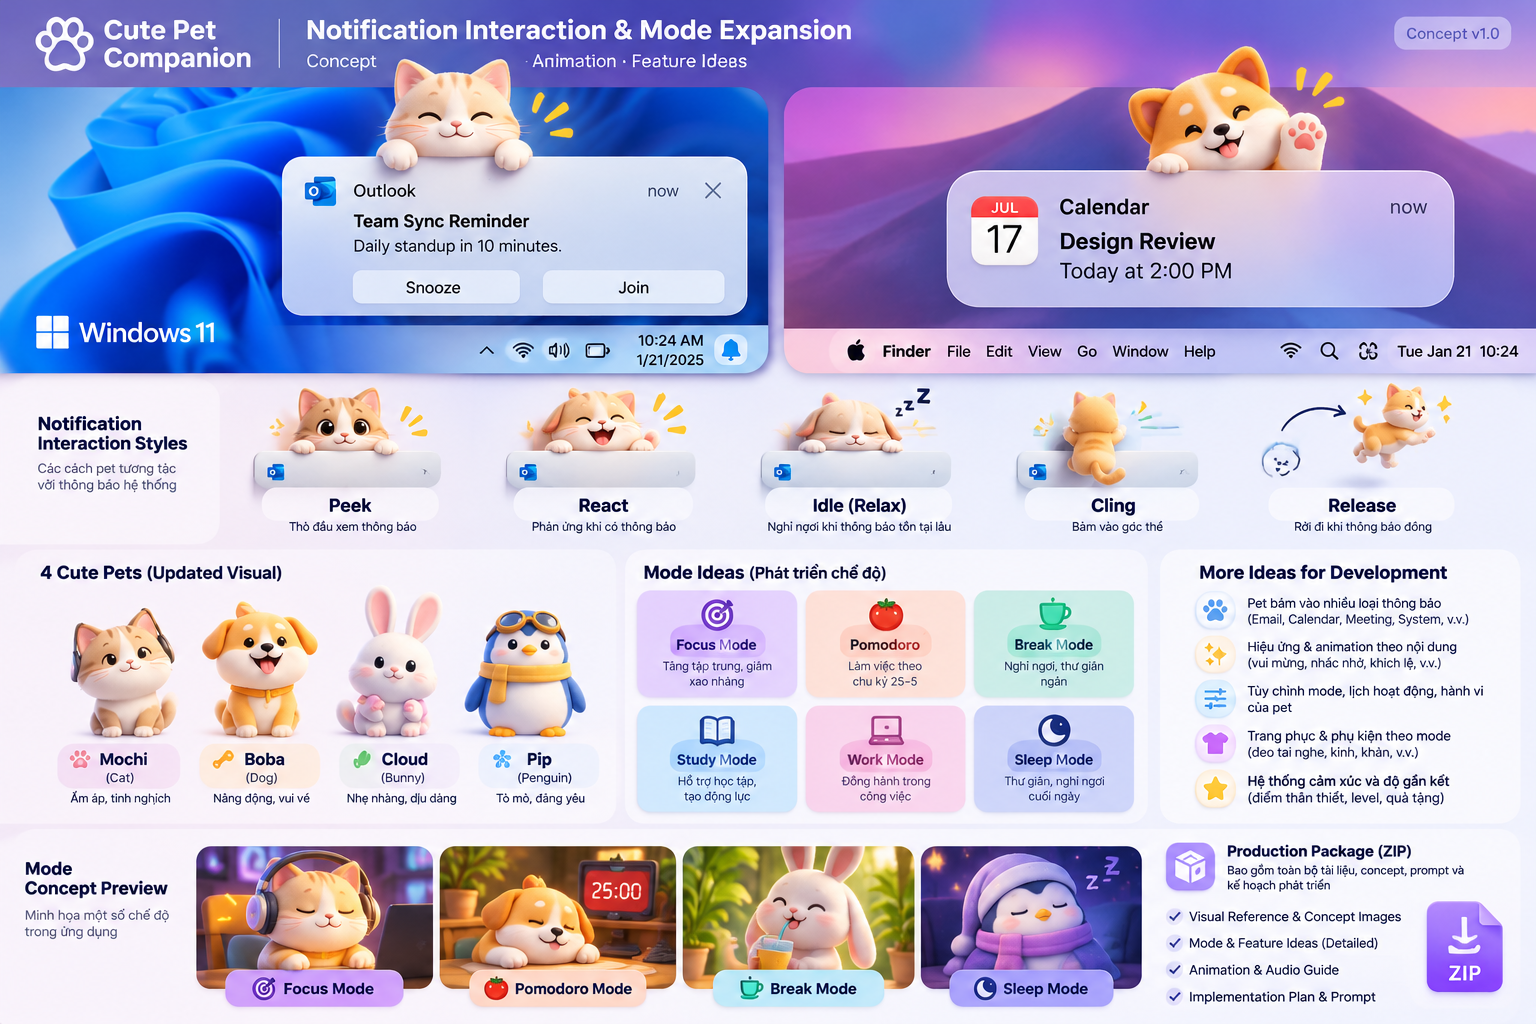 Cute Pet
Companion
Notification Interaction & Mode Expansion
Concept
· Animation · Feature Ideas
Concept v1.0
Outlook
now
Team Sync Reminder
Daily standup in 10 minutes.
Snooze
Join
Windows 11
10:24 AM
1/21/2025
JUL
17
Calendar
now
Design Review
Today at 2:00 PM
Finder File Edit View Go Window Help
Tue Jan 21 10:24
Notification
Interaction Styles
Các cách pet tương tác
với thông báo hệ thống
Peek
Thò đầu xem thông báo
React
Phản ứng khi có thông báo
zzZ
Idle (Relax)
Nghỉ ngơi khi thông báo tồn tại lâu
Cling
Bám vào góc thẻ
Release
Rời đi khi thông báo đóng
4 Cute Pets (Updated Visual)
Mochi
(Cat)
Ấm áp, tinh nghịch
Boba
(Dog)
Năng động, vui vẻ
Cloud
(Bunny)
Nhẹ nhàng, dịu dàng
Pip
(Penguin)
Tò mò, đáng yêu
Mode Ideas (Phát triển chế độ)
Focus Mode
Tăng tập trung, giảm
xao nhãng
Pomodoro
Làm việc theo
chu kỳ 25-5
Break Mode
Nghỉ ngơi, thư giãn
ngắn
Study Mode
Hỗ trợ học tập,
tạo động lực
Work Mode
Đồng hành trong
công việc
Sleep Mode
Thư giãn, nghỉ ngơi
cuối ngày
More Ideas for Development
Pet bám vào nhiều loại thông báo
(Email, Calendar, Meeting, System, v.v.)
Hiệu ứng & animation theo nội dung
(vui mừng, nhắc nhở, khích lệ, v.v.)
Tùy chỉnh mode, lịch hoạt động, hành vi
của pet
Trang phục & phụ kiện theo mode
(đeo tai nghe, kính, khăn, v.v.)
Hệ thống cảm xúc và độ gắn kết
(điểm thân thiết, level, quà tặng)
Mode
Concept Preview
Minh họa một số chế độ
trong ứng dụng
Focus Mode
25:00
Pomodoro Mode
Break Mode
zZ
Sleep Mode
Production Package (ZIP)
Bao gồm toàn bộ tài liệu, concept, prompt và
kế hoạch phát triển
Visual Reference & Concept Images
Mode & Feature Ideas (Detailed)
Animation & Audio Guide
Implementation Plan & Prompt
ZIP